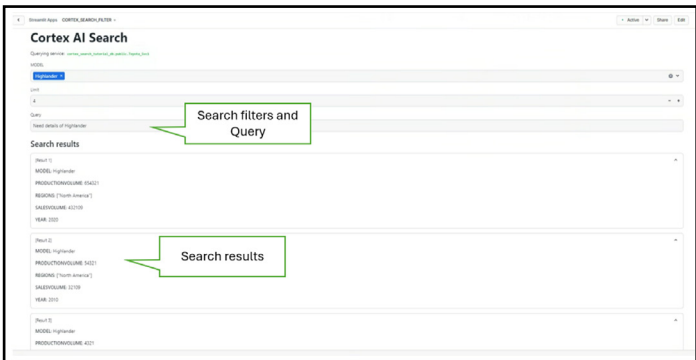 Streamlit Apps CORTEX_SEARCH_FILTER
Active Share Edit
Cortex AI Search
Querying service:
MODEL
Highlander ×
Limit
4
Query
Need details of Highlander
Search filters and
Query
Search results
[Result 1]
MODEL: Highlander
PRODUCTIONVOLUME: 654321
REGIONS: ["North America"]
SALESVOLUME: 432109
YEAR: 2020
[Result 2]
MODEL: Highlander
PRODUCTIONVOLUME: 54321
REGIONS: ["North America"]
SALESVOLUME: 32109
YEAR: 2010
Search results
[Result 3]
MODEL: Highlander
PRODUCTIONVOLUME: 4321